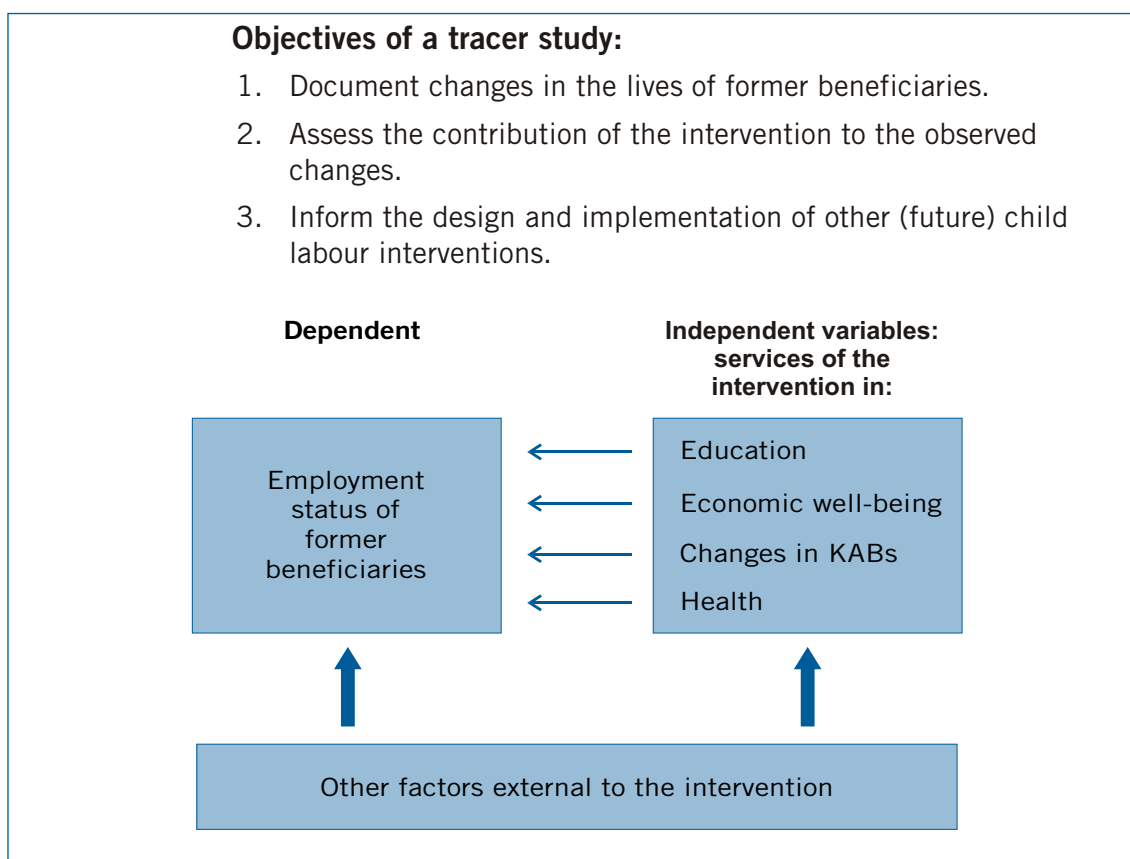 Objectives of a tracer study:
1. Document changes in the lives of former beneficiaries.
2. Assess the contribution of the intervention to the observed
changes.
3. Inform the design and implementation of other (future) child
labour interventions.
Dependent
Independent variables:
services of the
intervention in:
Employment
status of
former
beneficiaries
Education
Economic well-being
Changes in KABs
Health
Other factors external to the intervention